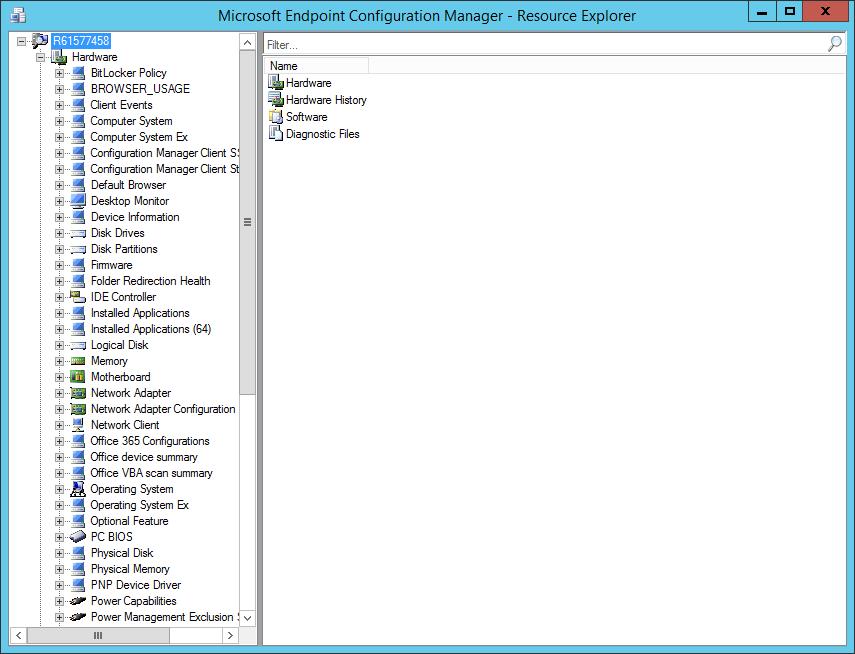 Microsoft Endpoint Configuration Manager - Resource Explorer
R61577458
Hardware
BitLocker Policy
BROWSER_USAGE
Client Events
Computer System
Computer System Ex
Configuration Manager Client S
Configuration Manager Client St
Default Browser
Desktop Monitor
Device Information
Disk Drives
Disk Partitions
Firmware
Folder Redirection Health
IDE Controller
Installed Applications
Installed Applications (64)
Logical Disk
Memory
Motherboard
Network Adapter
Network Adapter Configuration
Network Client
Office 365 Configurations
Office device summary
Office VBA scan summary
Operating System
Operating System Ex
Optional Feature
PC BIOS
Physical Disk
Physical Memory
PNP Device Driver
Power Capabilities
Power Management Exclusion
Filter...
Name
Hardware
Hardware History
Software
Diagnostic Files